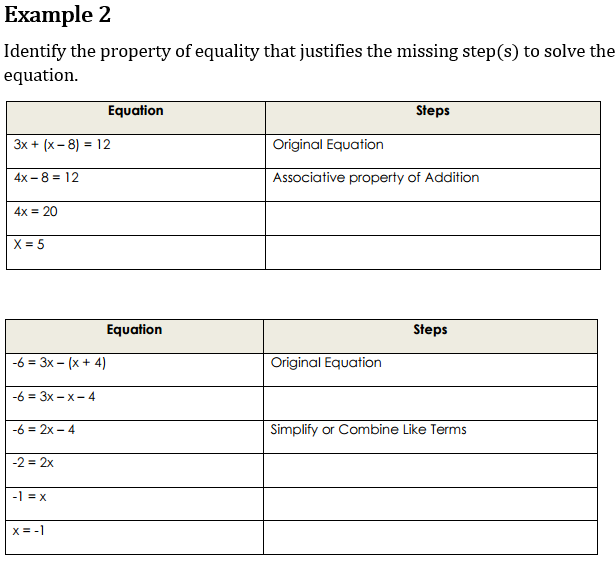 Example 2
Identify the property of equality that justifies the missing step(s) to solve the
equation.
Equation Steps
3x + (x – 8) = 12 Original Equation
4x – 8 = 12 Associative property of Addition
4x = 20
X = 5
Equation Steps
-6 = 3x – (x + 4) Original Equation
-6 = 3x – x – 4
-6 = 2x – 4 Simplify or Combine Like Terms
-2 = 2x
-1 = x
x = -1